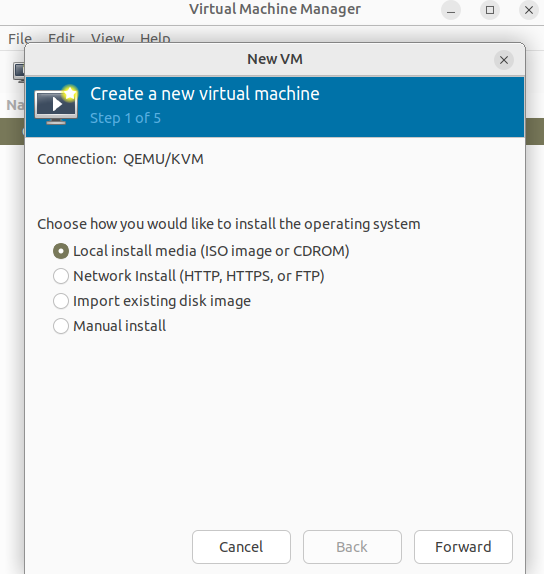 Virtual Machine Manager
File Edit View Help
New VM
Create a new virtual machine
Step 1 of 5
Na
Connection: QEMU/KVM
Choose how you would like to install the operating system
Local install media (ISO image or CDROM)
Network Install (HTTP, HTTPS, or FTP)
Import existing disk image
Manual install
Cancel Back Forward